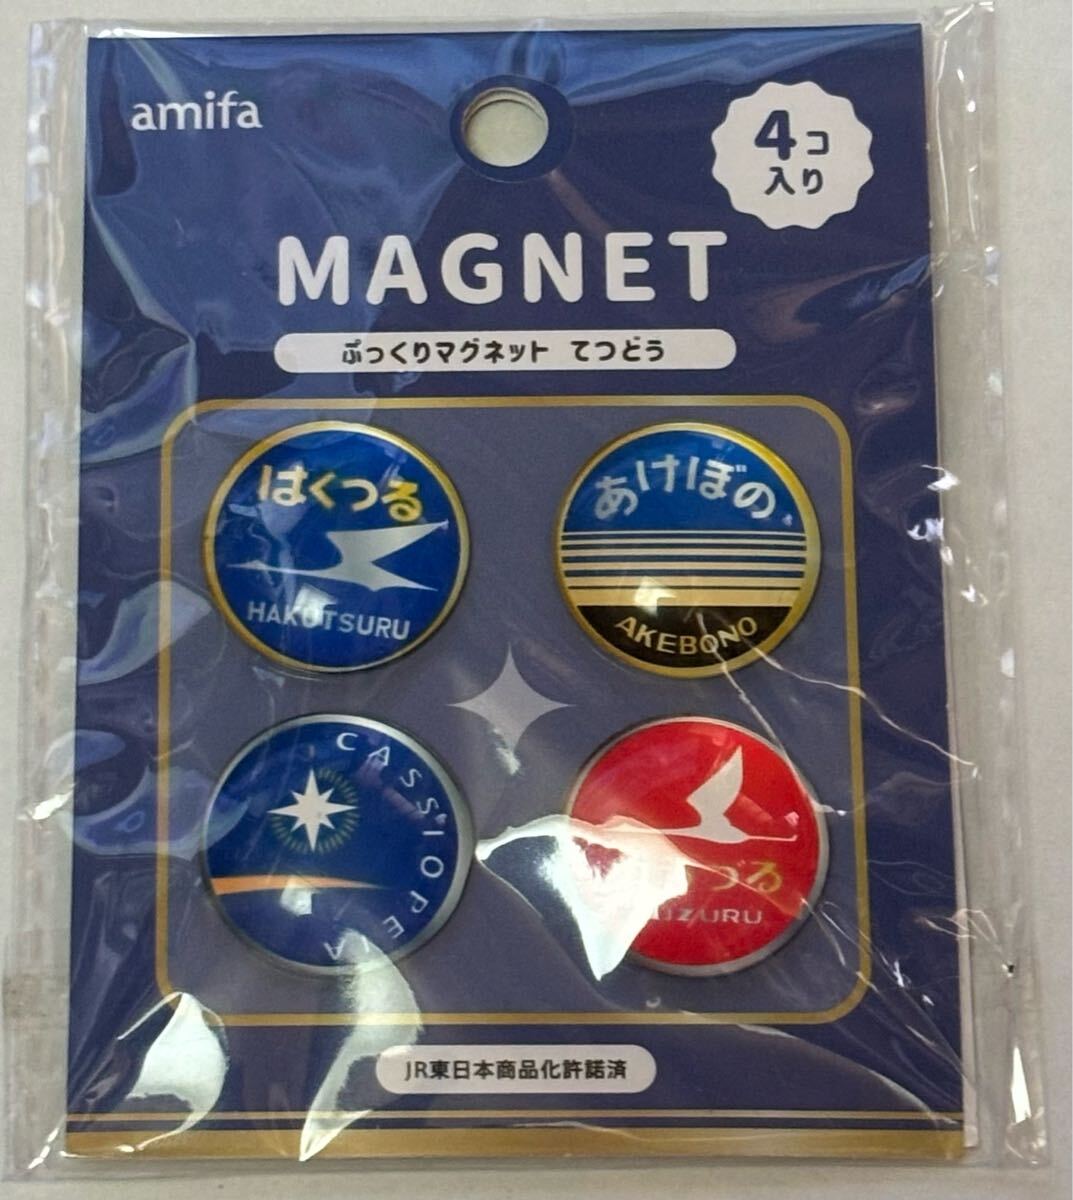 amifa
4コ
入り
MAGNET
ぷっくりマグネット てつどう
はくつる
HAKUTSURU
あけぼの
AKEBONO
CASSIOPEIA
つる
UZURU
JR東日本商品化許諾済